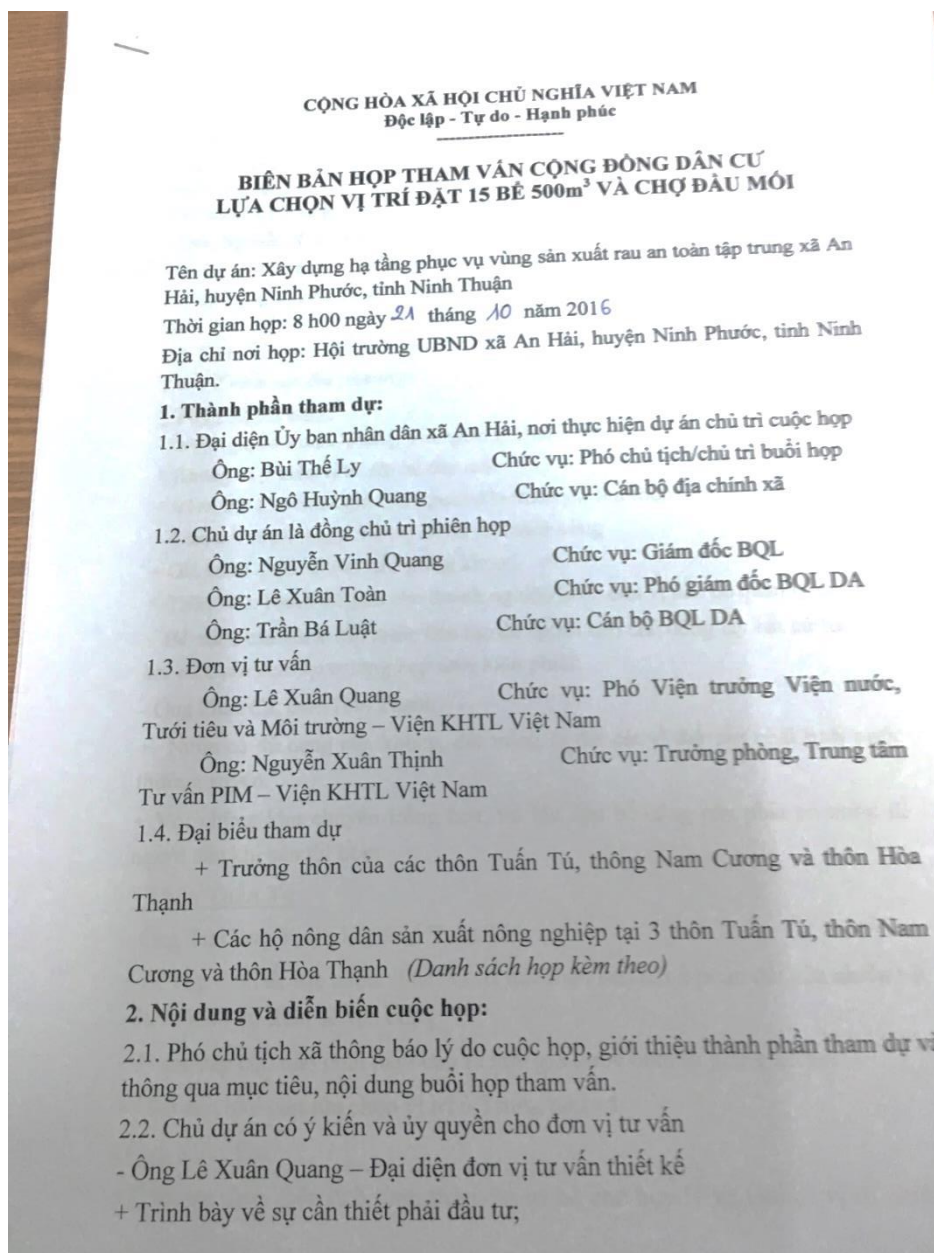 CỘNG HÒA XÃ HỘI CHỦ NGHĨA VIỆT NAM
Độc lập - Tự do - Hạnh phúc
BIÊN BẢN HỌP THAM VẤN CỘNG ĐỒNG DÂN CƯ
LỰA CHỌN VỊ TRÍ ĐẶT 15 BỂ 500m³ VÀ CHỢ ĐẦU MỐI
Tên dự án: Xây dựng hạ tầng phục vụ vùng sản xuất rau an toàn tập trung xã An
Hải, huyện Ninh Phước, tỉnh Ninh Thuận
Thời gian họp: 8 h00 ngày 21 tháng 10 năm 2016
Địa chỉ nơi họp: Hội trường UBND xã An Hải, huyện Ninh Phước, tỉnh Ninh
Thuận.
1. Thành phần tham dự:
1.1. Đại diện Ủy ban nhân dân xã An Hải, nơi thực hiện dự án chủ trì cuộc họp
Ông: Bùi Thế Ly Chức vụ: Phó chủ tịch/chủ trì buổi họp
Ông: Ngô Huỳnh Quang Chức vụ: Cán bộ địa chính xã
1.2. Chủ dự án là đồng chủ trì phiên họp
Ông: Nguyễn Vinh Quang Chức vụ: Giám đốc BQL
Ông: Lê Xuân Toàn Chức vụ: Phó giám đốc BQL DA
Ông: Trần Bá Luật Chức vụ: Cán bộ BQL DA
1.3. Đơn vị tư vấn
Ông: Lê Xuân Quang Chức vụ: Phó Viện trưởng Viện nước,
Tưới tiêu và Môi trường – Viện KHTL Việt Nam
Ông: Nguyễn Xuân Thịnh Chức vụ: Trưởng phòng, Trung tâm
Tư vấn PIM – Viện KHTL Việt Nam
1.4. Đại biểu tham dự
+ Trưởng thôn của các thôn Tuấn Tú, thông Nam Cương và thôn Hòa
Thạnh
+ Các hộ nông dân sản xuất nông nghiệp tại 3 thôn Tuấn Tú, thôn Nam
Cương và thôn Hòa Thạnh (Danh sách họp kèm theo)
2. Nội dung và diễn biến cuộc họp:
2.1. Phó chủ tịch xã thông báo lý do cuộc họp, giới thiệu thành phần tham dự
thông qua mục tiêu, nội dung buổi họp tham vấn.
2.2. Chủ dự án có ý kiến và ủy quyền cho đơn vị tư vấn
- Ông Lê Xuân Quang – Đại diện đơn vị tư vấn thiết kế
+ Trình bày về sự cần thiết phải đầu tư;